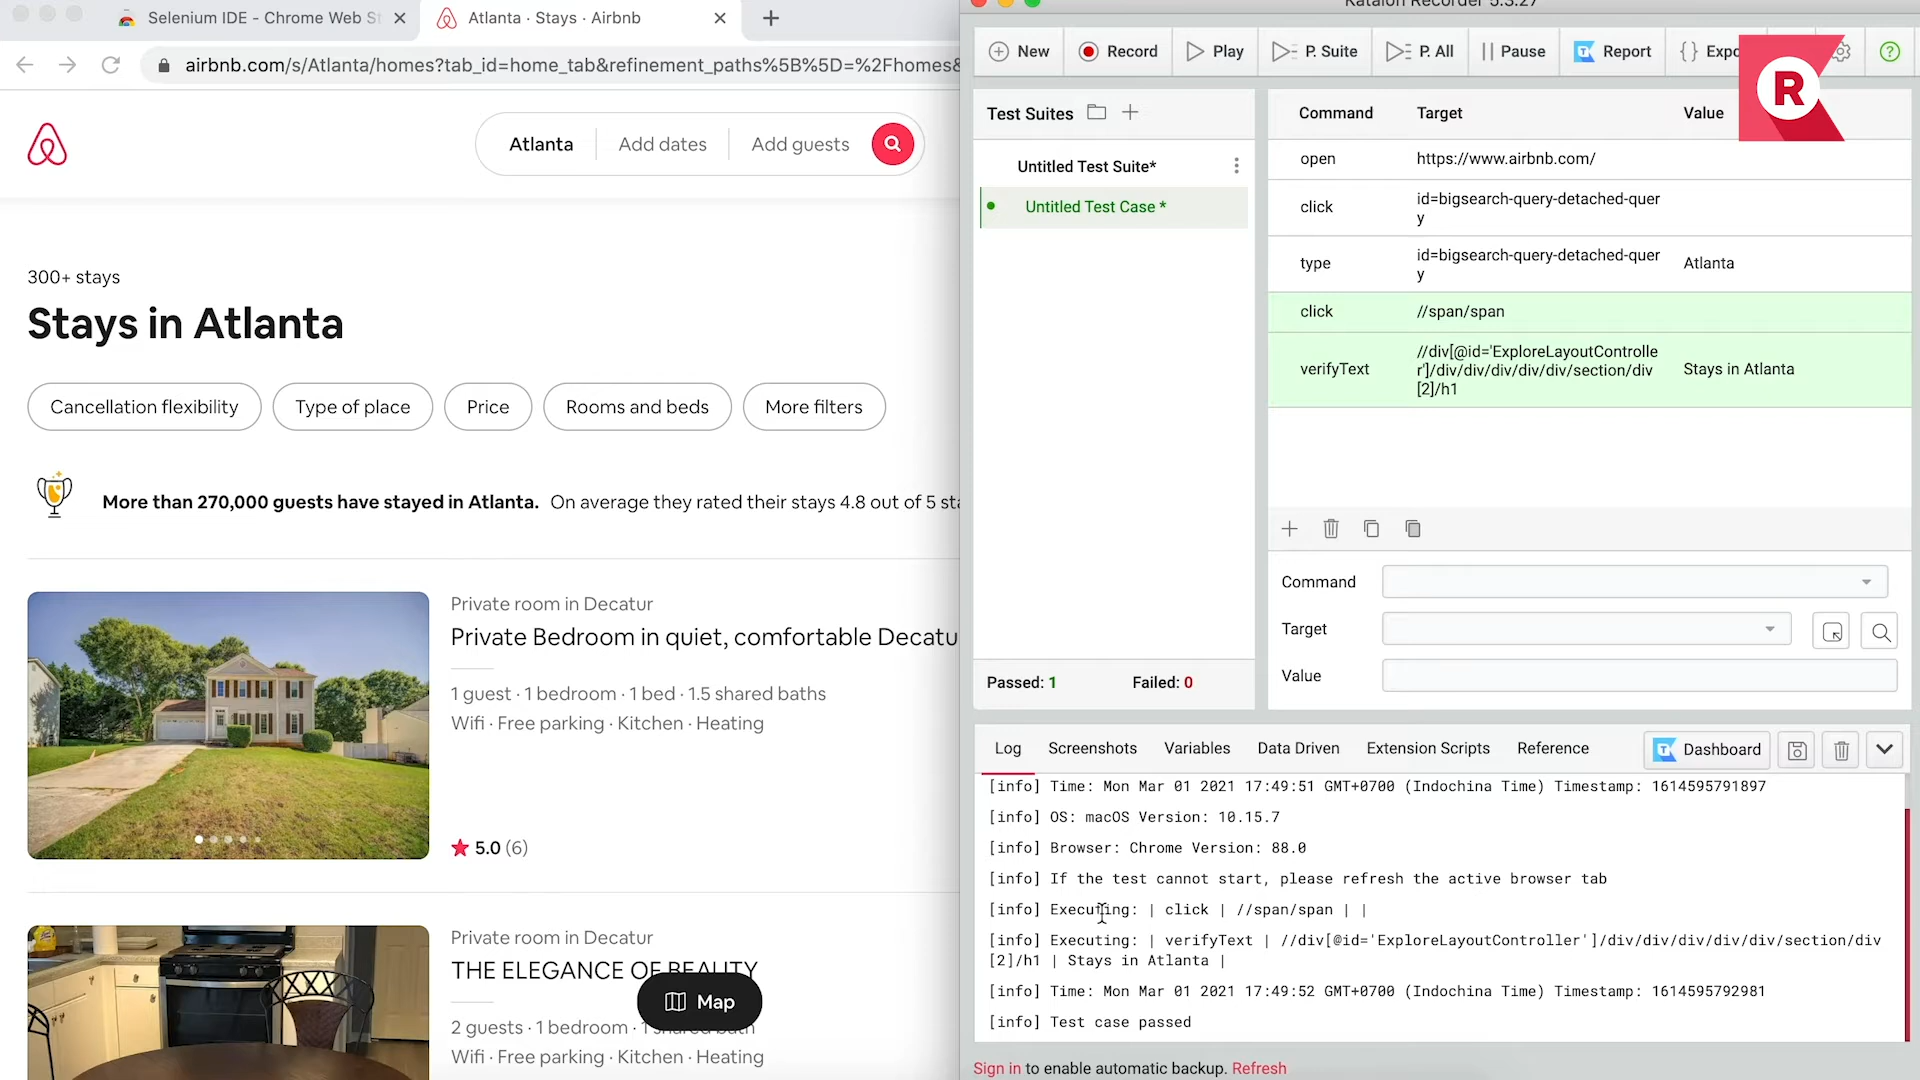 Selenium IDE - Chrome Web St
Atlanta · Stays · Airbnb
airbnb.com/s/Atlanta/homes?tab_id=home_tab&refinement_paths%5B%5D=%2Fhomes&
Atlanta
Add dates
Add guests
300+ stays
Stays in Atlanta
Cancellation flexibility
Type of place
Price
Rooms and beds
More filters
More than 270,000 guests have stayed in Atlanta. On average they rated their stays 4.8 out of 5 sta
Private room in Decatur
Private Bedroom in quiet, comfortable Decatu
1 guest · 1 bedroom · 1 bed · 1.5 shared baths
Wifi · Free parking · Kitchen · Heating
5.0 (6)
Private room in Decatur
THE ELEGANCE OF BEAUTY
Map
2 guests · 1 bedroom · 1 shared bath
Wifi · Free parking · Kitchen · Heating
Katalon Recorder 5.3.27
New
Record
Play
P. Suite
P. All
Pause
Report
Expo
R
Test Suites
Untitled Test Suite*
Untitled Test Case *
Passed: 1
Failed: 0
Command Target Value
open https://www.airbnb.com/
click id=bigsearch-query-detached-quer
y
type id=bigsearch-query-detached-quer
y Atlanta
click //span/span
verifyText //div[@id='ExploreLayoutControlle
r']/div/div/div/div/div/section/div
[2]/h1 Stays in Atlanta
Command
Target
Value
Log
Screenshots
Variables
Data Driven
Extension Scripts
Reference
Dashboard
[info] Time: Mon Mar 01 2021 17:49:51 GMT+0700 (Indochina Time) Timestamp: 1614595791897
[info] OS: macOS Version: 10.15.7
[info] Browser: Chrome Version: 88.0
[info] If the test cannot start, please refresh the active browser tab
[info] Executing: | click | //span/span | |
[info] Executing: | verifyText | //div[@id='ExploreLayoutController']/div/div/div/div/div/section/div
[2]/h1 | Stays in Atlanta |
[info] Time: Mon Mar 01 2021 17:49:52 GMT+0700 (Indochina Time) Timestamp: 1614595792981
[info] Test case passed
Sign in to enable automatic backup. Refresh